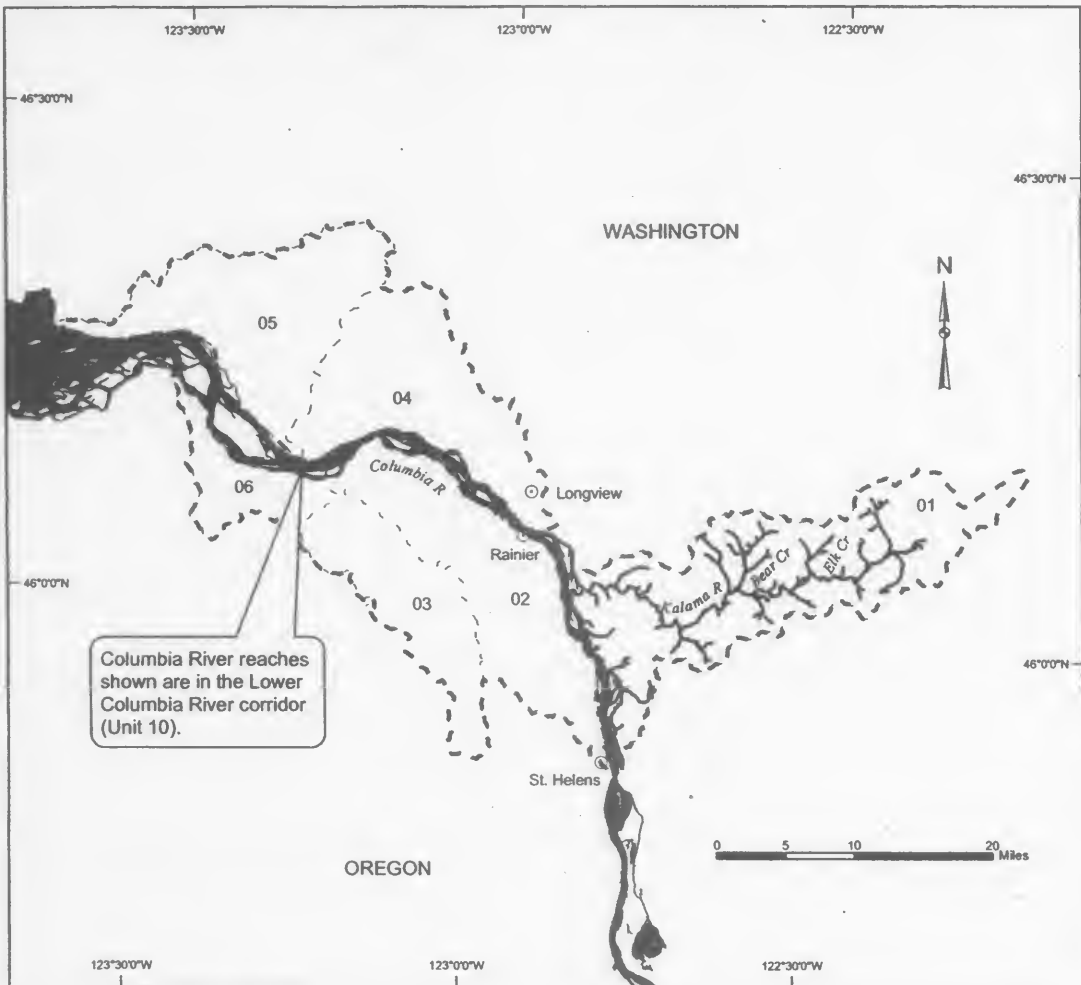 123°30'0"W
123°0'0"W
122°30'0"W
46°30'0"N
46°30'0"N
WASHINGTON
N
05
04
Columbia R
06
Longview
01
Rainier
Elk Cr
Bear Cr
46°0'0"N
02
Kalama R
03
46°0'0"N
Columbia River reaches
shown are in the Lower
Columbia River corridor
(Unit 10).
St. Helens
0 5 10 20
Miles
OREGON
123°30'0"W
123°0'0"W
122°30'0"W